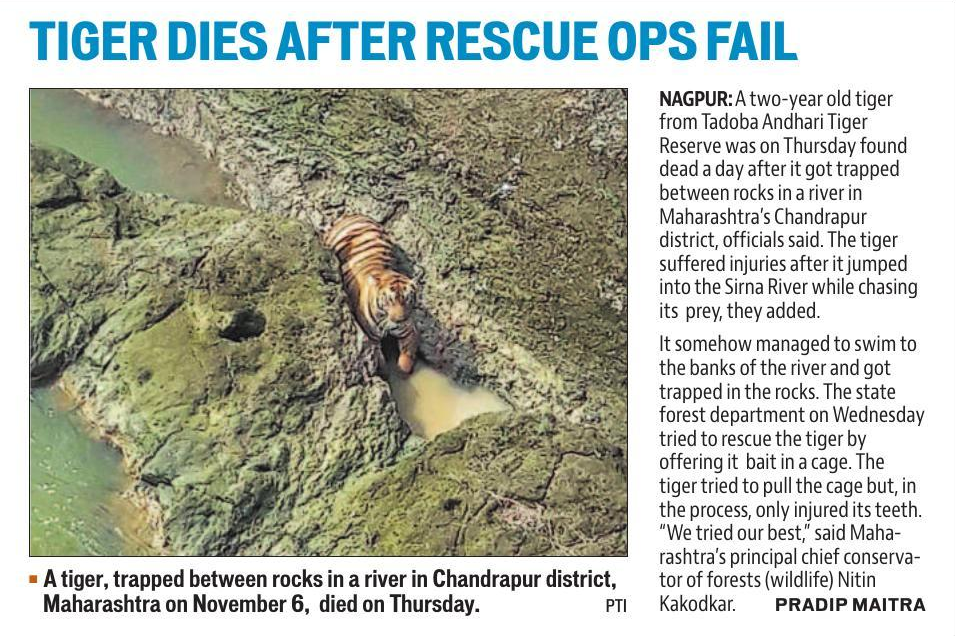 TIGER DIES AFTER RESCUE OPS FAIL
NAGPUR: A two-year old tiger
from Tadoba Andhari Tiger
Reserve was on Thursday found
dead a day after it got trapped
between rocks in a river in
Maharashtra's Chandrapur
district, officials said. The tiger
suffered injuries after it jumped
into the Sirna River while chasing
its prey, they added.
It somehow managed to swim to
the banks of the river and got
trapped in the rocks. The state
forest department on Wednesday
tried to rescue the tiger by
offering it bait in a cage. The
tiger tried to pull the cage but, in
the process, only injured its teeth.
“We tried our best,” said Maha-
rashtra's principal chief conserva-
tor of forests (wildlife) Nitin
Kakodkar. PRADIP MAITRA
A tiger, trapped between rocks in a river in Chandrapur district,
Maharashtra on November 6, died on Thursday. PTI